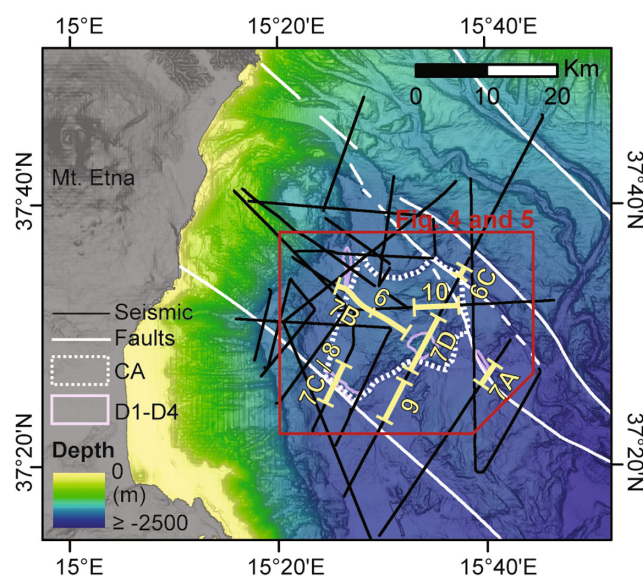 15°E 15°20'E 15°40'E
Km
0 10 20
37°40'N
37°40'N
Mt. Etna
Fig. 4 and 5
Seismic
Faults
CA
D1-D4
Depth
0
(m)
≥ -2500
6
7B
10
6C
7D
7C/-8
9
7A
37°20'N
37°20'N
15°E 15°20'E 15°40'E